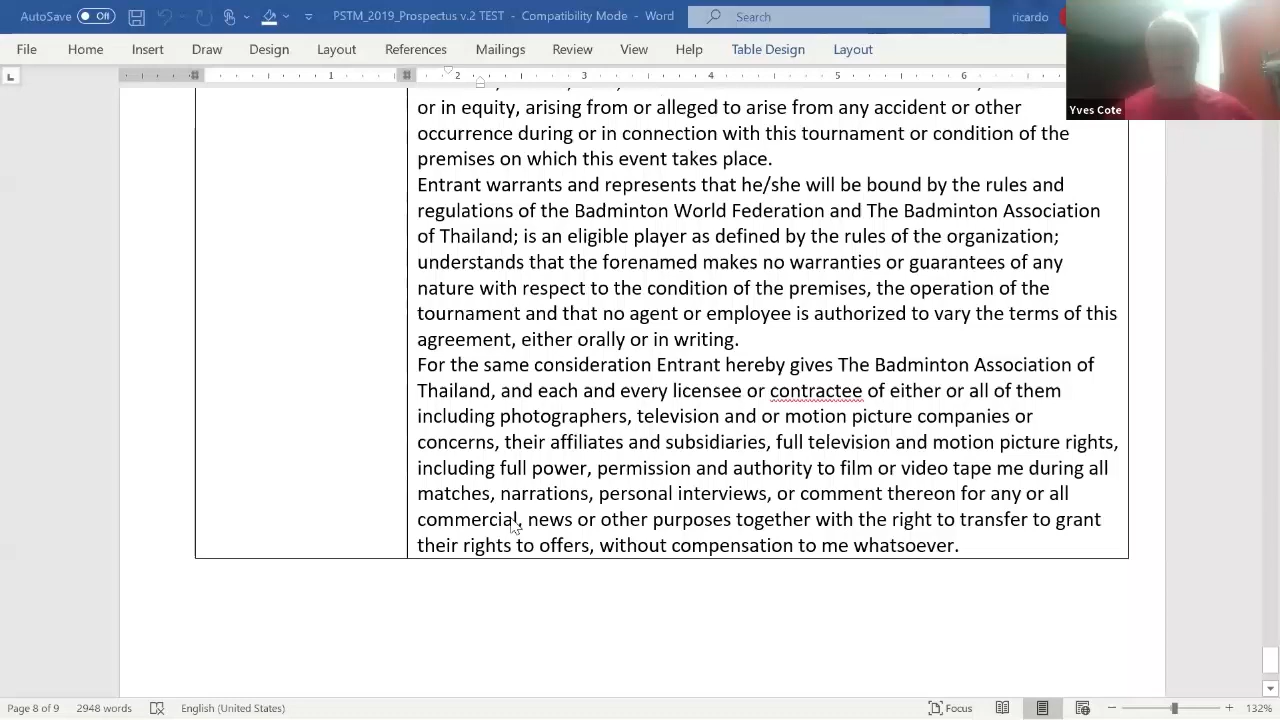 AutoSave Off PSTM_2019_Prospectus v.2 TEST - Compatibility Mode - Word Search ricardo
File Home Insert Draw Design Layout References Mailings Review View Help Table Design Layout
1 2 3 4 5 6
Yves Cote
or in equity, arising from or alleged to arise from any accident or other
occurrence during or in connection with this tournament or condition of the
premises on which this event takes place.
Entrant warrants and represents that he/she will be bound by the rules and
regulations of the Badminton World Federation and The Badminton Association
of Thailand; is an eligible player as defined by the rules of the organization;
understands that the forenamed makes no warranties or guarantees of any
nature with respect to the condition of the premises, the operation of the
tournament and that no agent or employee is authorized to vary the terms of this
agreement, either orally or in writing.
For the same consideration Entrant hereby gives The Badminton Association of
Thailand, and each and every licensee or contractee of either or all of them
including photographers, television and or motion picture companies or
concerns, their affiliates and subsidiaries, full television and motion picture rights,
including full power, permission and authority to film or video tape me during all
matches, narrations, personal interviews, or comment thereon for any or all
commercial, news or other purposes together with the right to transfer to grant
their rights to offers, without compensation to me whatsoever.
Page 8 of 9 2948 words English (United States) Focus 132%